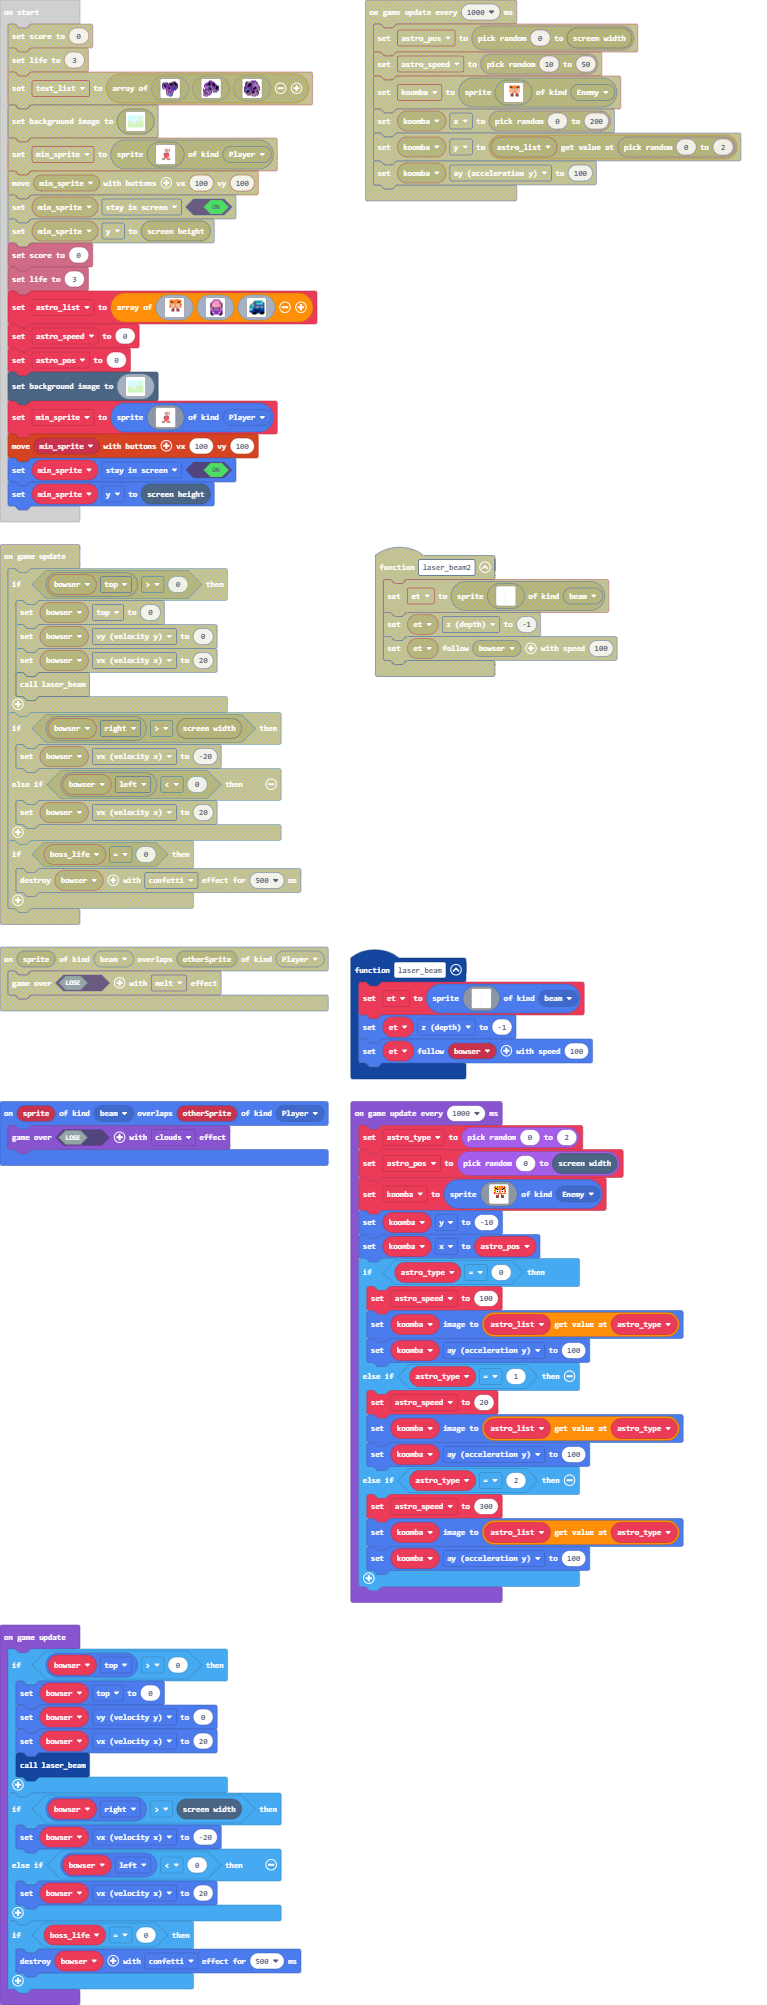 on start
set score to 0
set life to 3
set text_list to array of
set background image to
set min_sprite to sprite of kind Player
move min_sprite with buttons vx 100 vy 100
set min_sprite stay in screen ON
set min_sprite y to screen height
set score to 0
set life to 3
set astro_list to array of
set astro_speed to 0
set astro_pos to 0
set background image to
set min_sprite to sprite of kind Player
move min_sprite with buttons vx 100 vy 100
set min_sprite stay in screen ON
set min_sprite y to screen height
on game update every 1000 ms
set astro_pos to pick random 0 to screen width
set astro_speed to pick random 10 to 50
set koomba to sprite of kind Enemy
set koomba x to pick random 0 to 200
set koomba y to astro_list get value at pick random 0 to 2
set koomba ay (acceleration y) to 100
on game update
if bowser top > 0 then
set bowser top to 0
set bowser vy (velocity y) to 0
set bowser vx (velocity x) to 20
call laser_beam
if bowser right > screen width then
set bowser vx (velocity x) to -20
else if bowser left < 0 then
set bowser vx (velocity x) to 20
if boss_life = 0 then
destroy bowser with confetti effect for 500 ms
function laser_beam2
set et to sprite of kind beam
set et z (depth) to -1
set et follow bowser with speed 100
on sprite of kind beam overlaps otherSprite of kind Player
game over LOSE with melt effect
function laser_beam
set et to sprite of kind beam
set et z (depth) to -1
set et follow bowser with speed 100
on sprite of kind beam overlaps otherSprite of kind Player
game over LOSE with clouds effect
on game update every 1000 ms
set astro_type to pick random 0 to 2
set astro_pos to pick random 0 to screen width
set koomba to sprite of kind Enemy
set koomba y to -10
set koomba x to astro_pos
if astro_type = 0 then
set astro_speed to 100
set koomba image to astro_list get value at astro_type
set koomba ay (acceleration y) to 100
else if astro_type = 1 then
set astro_speed to 20
set koomba image to astro_list get value at astro_type
set koomba ay (acceleration y) to 100
else if astro_type = 2 then
set astro_speed to 300
set koomba image to astro_list get value at astro_type
set koomba ay (acceleration y) to 100
on game update
if bowser top > 0 then
set bowser top to 0
set bowser vy (velocity y) to 0
set bowser vx (velocity x) to 20
call laser_beam
if bowser right > screen width then
set bowser vx (velocity x) to -20
else if bowser left < 0 then
set bowser vx (velocity x) to 20
if boss_life = 0 then
destroy bowser with confetti effect for 500 ms